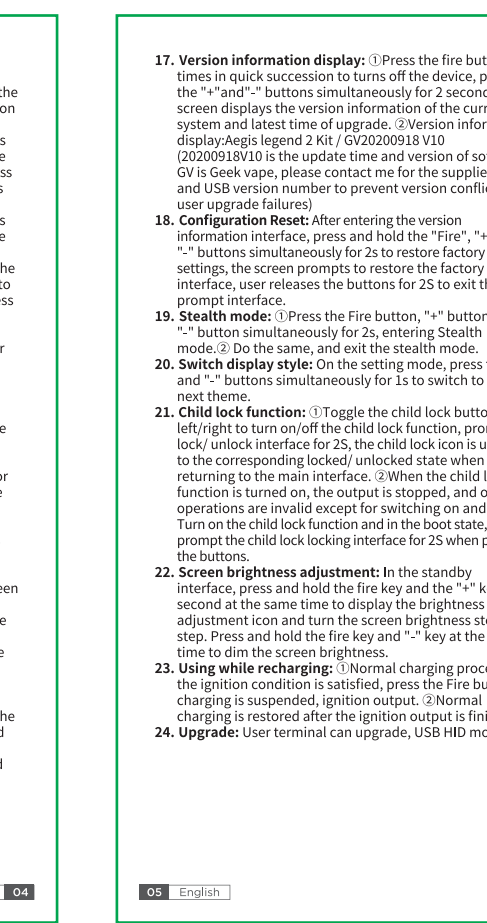 the
on
s
e
ss
s
s
e
he
to
ess
r
e
or
e
een
e
e
he
d
d
04
17. Version information display: ①Press the fire but
times in quick succession to turns off the device, p
the "+"and"-" buttons simultaneously for 2 second
screen displays the version information of the curr
system and latest time of upgrade. ②Version infor
display:Aegis legend 2 Kit / GV20200918 V10
(20200918V10 is the update time and version of so
GV is Geek vape, please contact me for the supplie
and USB version number to prevent version confli
user upgrade failures)
18. Configuration Reset: After entering the version
information interface, press and hold the "Fire", "+
"-" buttons simultaneously for 2s to restore factory
settings, the screen prompts to restore the factory
interface, user releases the buttons for 2S to exit th
prompt interface.
19. Stealth mode: ①Press the Fire button, "+" button
"-" button simultaneously for 2s, entering Stealth
mode.② Do the same, and exit the stealth mode.
20. Switch display style: On the setting mode, press
and "-" buttons simultaneously for 1s to switch to
next theme.
21. Child lock function: ①Toggle the child lock butto
left/right to turn on/off the child lock function, pro
lock/ unlock interface for 2S, the child lock icon is u
to the corresponding locked/ unlocked state when
returning to the main interface. ②When the child l
function is turned on, the output is stopped, and o
operations are invalid except for switching on and
Turn on the child lock function and in the boot state,
prompt the child lock locking interface for 2S when p
the buttons.
22. Screen brightness adjustment: In the standby
interface, press and hold the fire key and the "+" k
second at the same time to display the brightness
adjustment icon and turn the screen brightness st
step. Press and hold the fire key and "-" key at the
time to dim the screen brightness.
23. Using while recharging: ①Normal charging proc
the ignition condition is satisfied, press the Fire bu
charging is suspended, ignition output. ②Normal
charging is restored after the ignition output is fini
24. Upgrade: User terminal can upgrade, USB HID mo
05 English